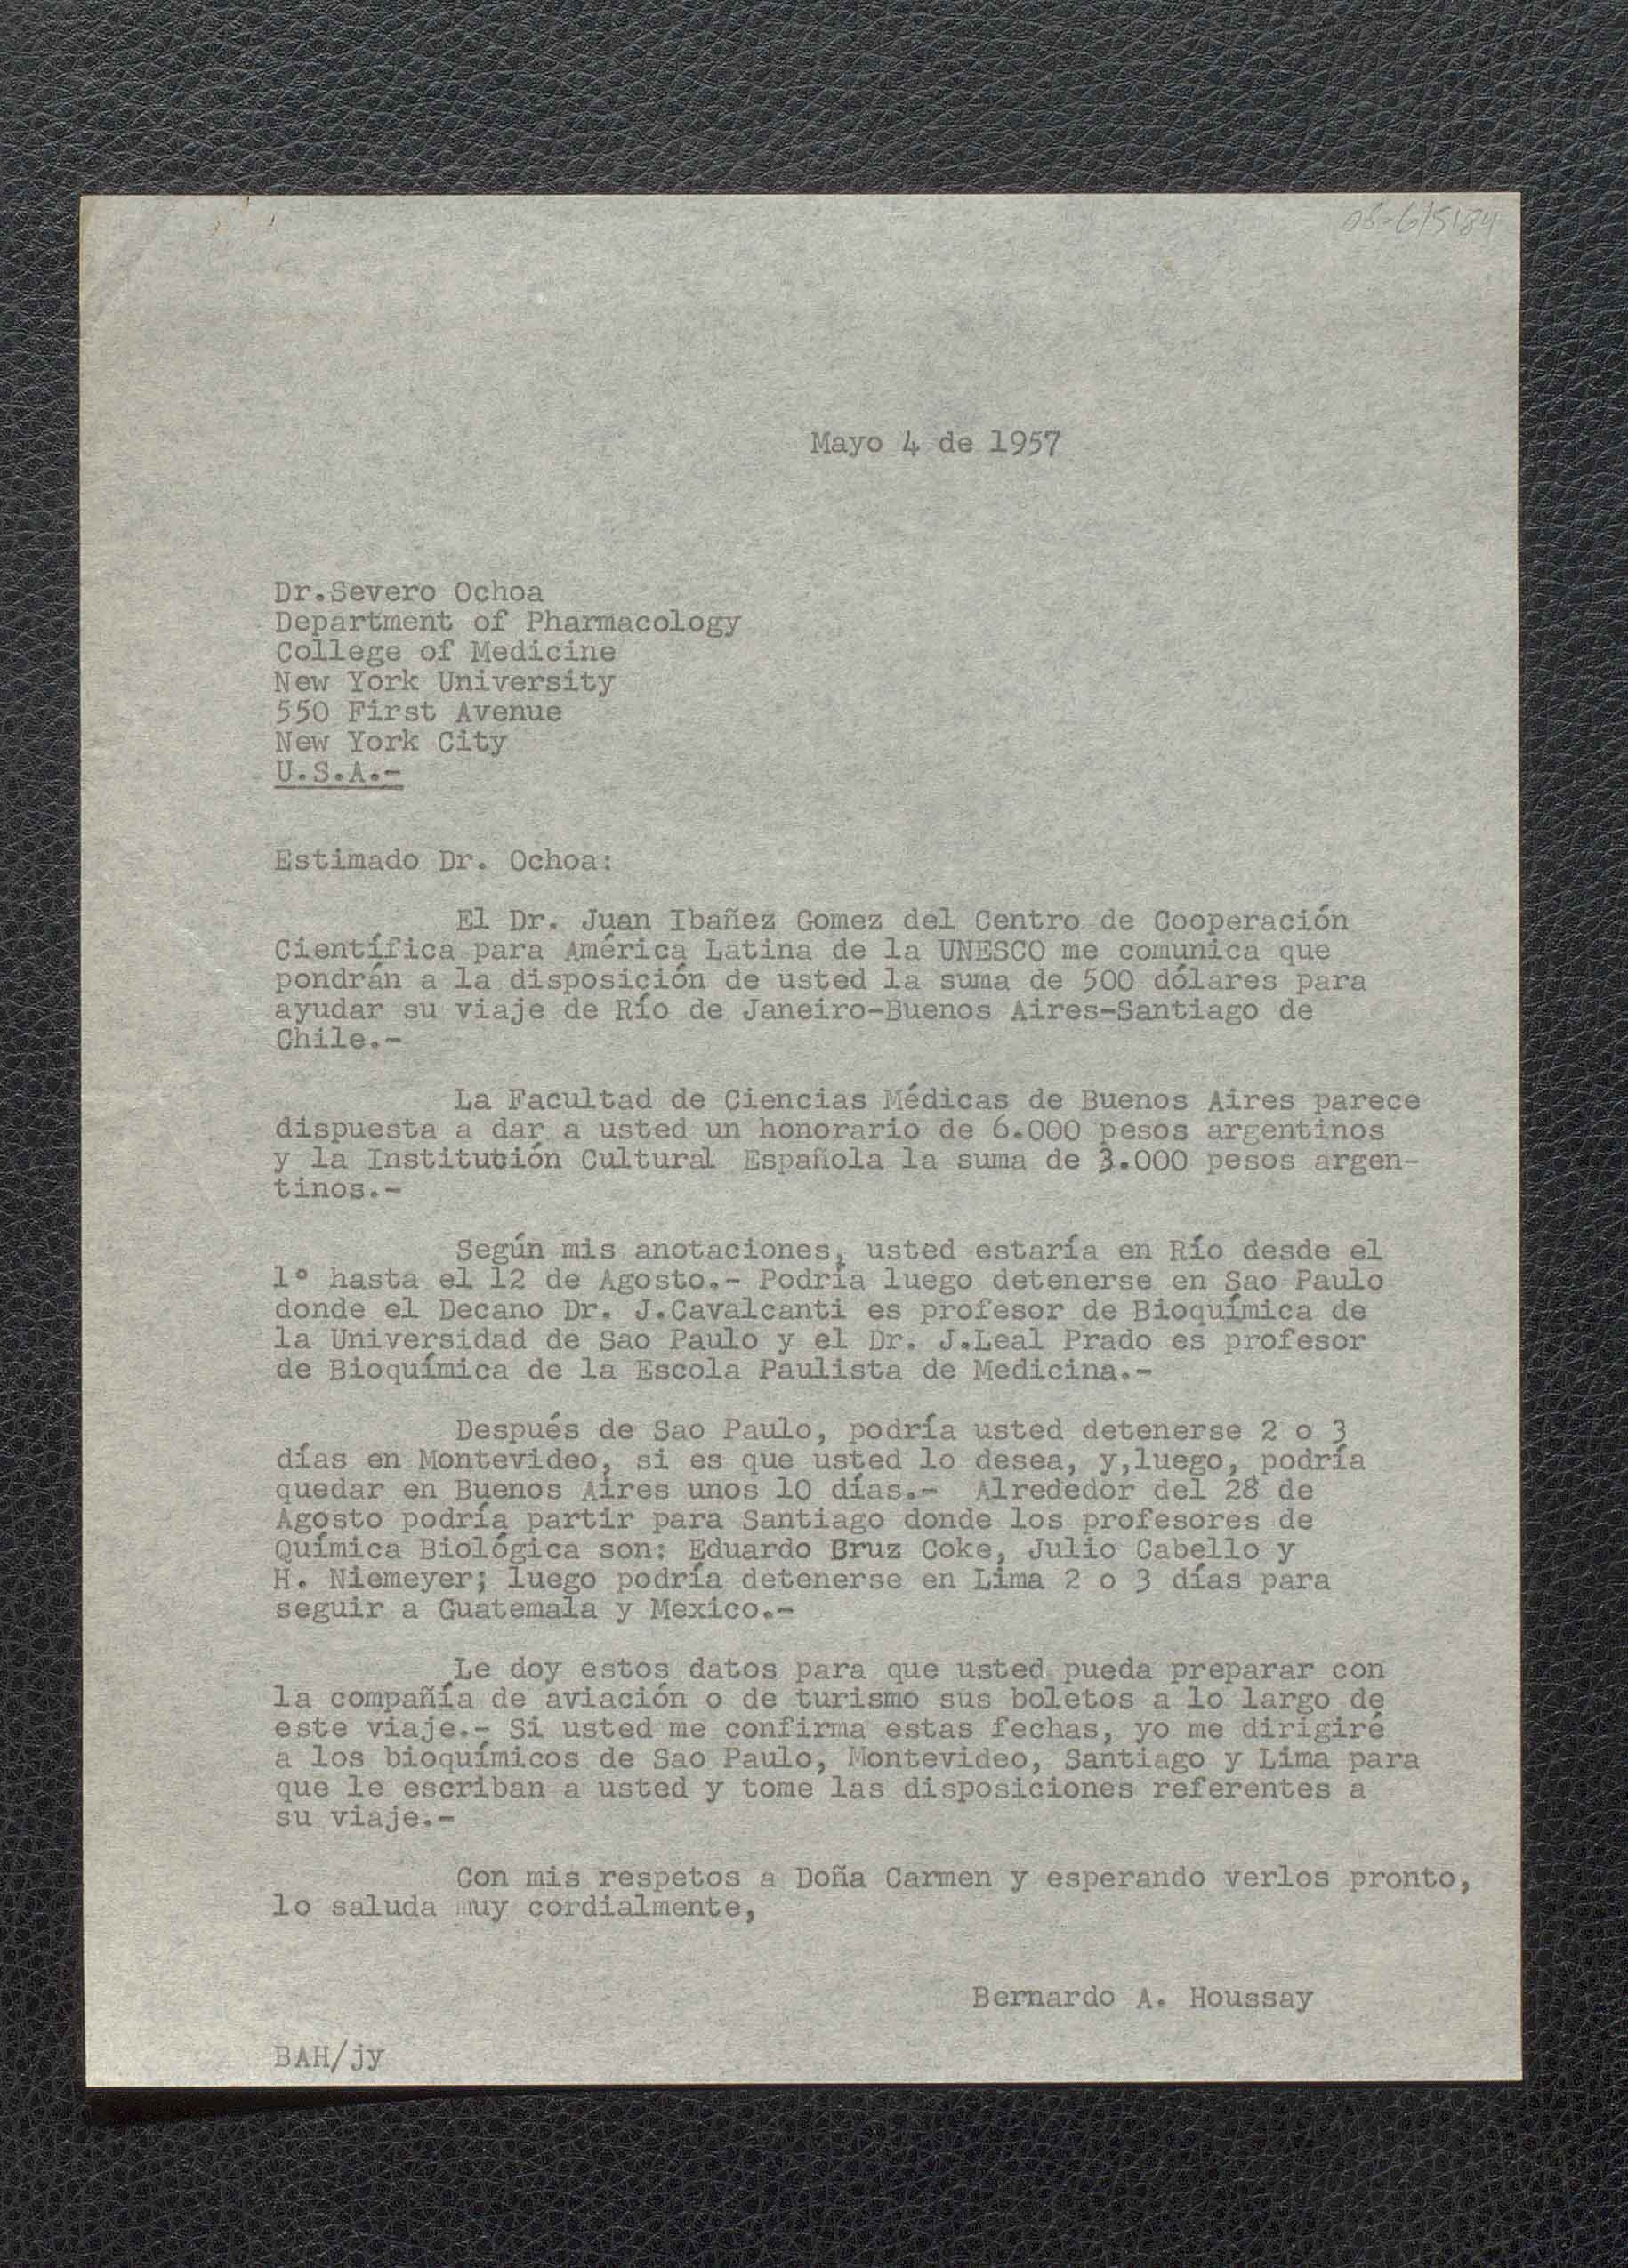 Mayo 4 de 1957
Dr.Severo Ochoa
Department of Pharmacology
College of Medicine
New York University
550 First Avenue
New York City
U.S.A.-
Estimado Dr. Ochoa:
El Dr. Juan Ibañez Gomez del Centro de Cooperación
Científica para América Latina de la UNESCO me comunica que
pondrán a la disposición de usted la suma de 500 dólares para
ayudar su viaje de Río de Janeiro-Buenos Aires-Santiago de
Chile.-
La Facultad de Ciencias Médicas de Buenos Aires parece
dispuesta a dar a usted un honorario de 6.000 pesos argentinos
y la Institución Cultural Española la suma de 3.000 pesos argen-
tinos.-
Según mis anotaciones, usted estaría en Río desde el
1° hasta el 12 de Agosto.- Podría luego detenerse en Sao Paulo
donde el Decano Dr. J.Cavalcanti es profesor de Bioquímica de
la Universidad de Sao Paulo y el Dr. J.Leal Prado es profesor
de Bioquímica de la Escola Paulista de Medicina.-
Después de Sao Paulo, podría usted detenerse 2 o 3
días en Montevideo, si es que usted lo desea, y,luego, podría
quedar en Buenos Aires unos 10 días.- Alrededor del 28 de
Agosto podría partir para Santiago donde los profesores de
Química Biológica son: Eduardo Bruz Coke, Julio Cabello y
H. Niemeyer; luego podría detenerse en Lima 2 o 3 días para
seguir a Guatemala y Mexico.-
Le doy estos datos para que usted pueda preparar con
la compañía de aviación o de turismo sus boletos a lo largo de
este viaje.- Si usted me confirma estas fechas, yo me dirigiré
a los bioquímicos de Sao Paulo, Montevideo, Santiago y Lima para
que le escriban a usted y tome las disposiciones referentes a
su viaje.-
Con mis respetos a Doña Carmen y esperando verlos pronto,
lo saluda muy cordialmente,
Bernardo A. Houssay
BAH/jy